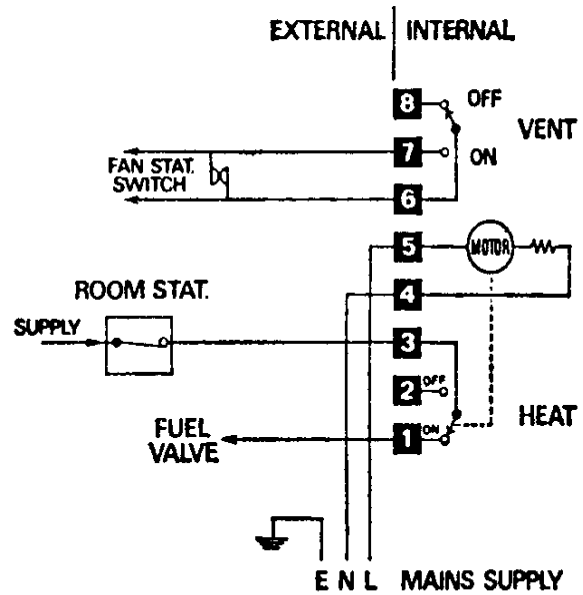 EXTERNAL INTERNAL
8 OFF
VENT
7 ON
FAN STAT.
SWITCH
6
5 MOTOR
ROOM STAT.
4
SUPPLY
3
2 OFF
HEAT
1 ON
FUEL
VALVE
E N L MAINS SUPPLY